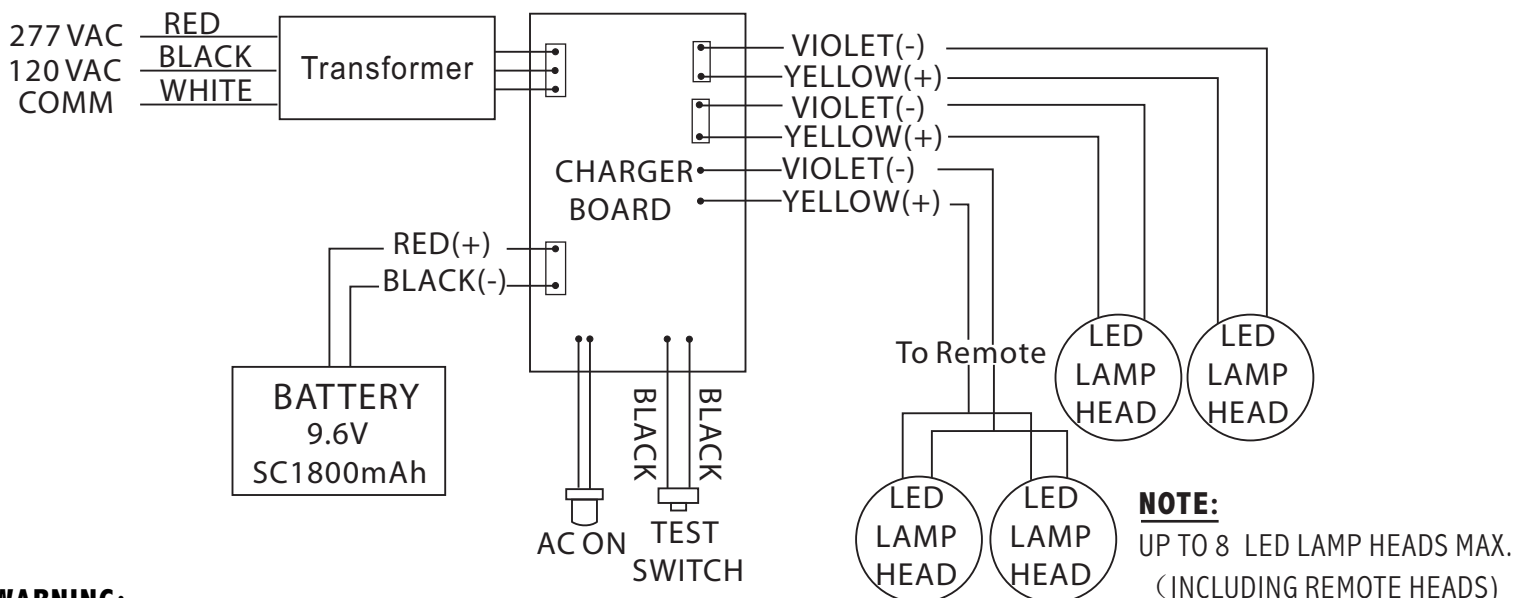 277 VAC RED
120 VAC BLACK
COMM WHITE
Transformer
VIOLET(-)
YELLOW(+)
VIOLET(-)
YELLOW(+)
VIOLET(-)
YELLOW(+)
CHARGER
BOARD
RED(+)
BLACK(-)
BATTERY
9.6V
SC1800mAh
BLACK
BLACK
AC ON
TEST
SWITCH
To Remote
LED
LAMP
HEAD
LED
LAMP
HEAD
LED
LAMP
HEAD
LED
LAMP
HEAD
NOTE:
UP TO 8 LED LAMP HEADS MAX.
（INCLUDING REMOTE HEADS)
WARNING: